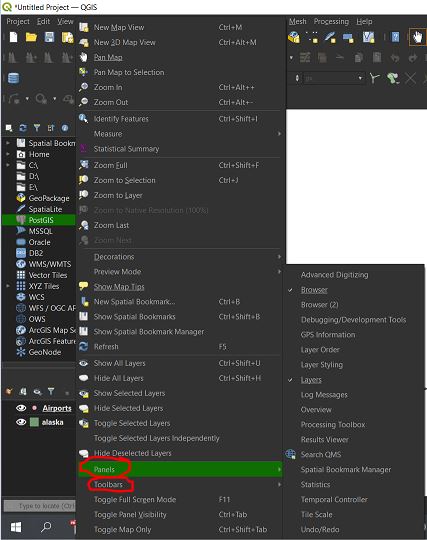 *Untitled Project — QGIS
Project Edit View
Mesh Processing Help
New Map View Ctrl+M
New 3D Map View Ctrl+Alt+M
Pan Map
Pan Map to Selection
Zoom In Ctrl+Alt++
Zoom Out Ctrl+Alt+-
Identify Features Ctrl+Shift+I
Measure
Statistical Summary
Zoom Full Ctrl+Shift+F
Zoom to Selection Ctrl+J
Zoom to Layer
Zoom to Native Resolution (100%)
Zoom Last
Zoom Next
Decorations
Preview Mode
Show Map Tips
New Spatial Bookmark... Ctrl+B
Show Spatial Bookmarks Ctrl+Shift+B
Show Spatial Bookmark Manager
Refresh F5
Show All Layers Ctrl+Shift+U
Hide All Layers Ctrl+Shift+H
Show Selected Layers
Hide Selected Layers
Toggle Selected Layers
Toggle Selected Layers Independently
Hide Deselected Layers
Panels
Toolbars
Toggle Full Screen Mode F11
Toggle Panel Visibility Ctrl+Tab
Toggle Map Only Ctrl+Shift+Tab
px
Spatial Bookm
Home
C:\
D:\
E:\
GeoPackage
SpatiaLite
PostGIS
MSSQL
Oracle
DB2
WMS/WMTS
Vector Tiles
XYZ Tiles
WCS
WFS / OGC AP
OWS
ArcGIS Map Se
ArcGIS Feature
GeoNode
Airports
alaska
Type to locate (Ctrl
Advanced Digitizing
Browser
Browser (2)
Debugging/Development Tools
GPS Information
Layer Order
Layer Styling
Layers
Log Messages
Overview
Processing Toolbox
Results Viewer
Search QMS
Spatial Bookmark Manager
Statistics
Temporal Controller
Tile Scale
Undo/Redo